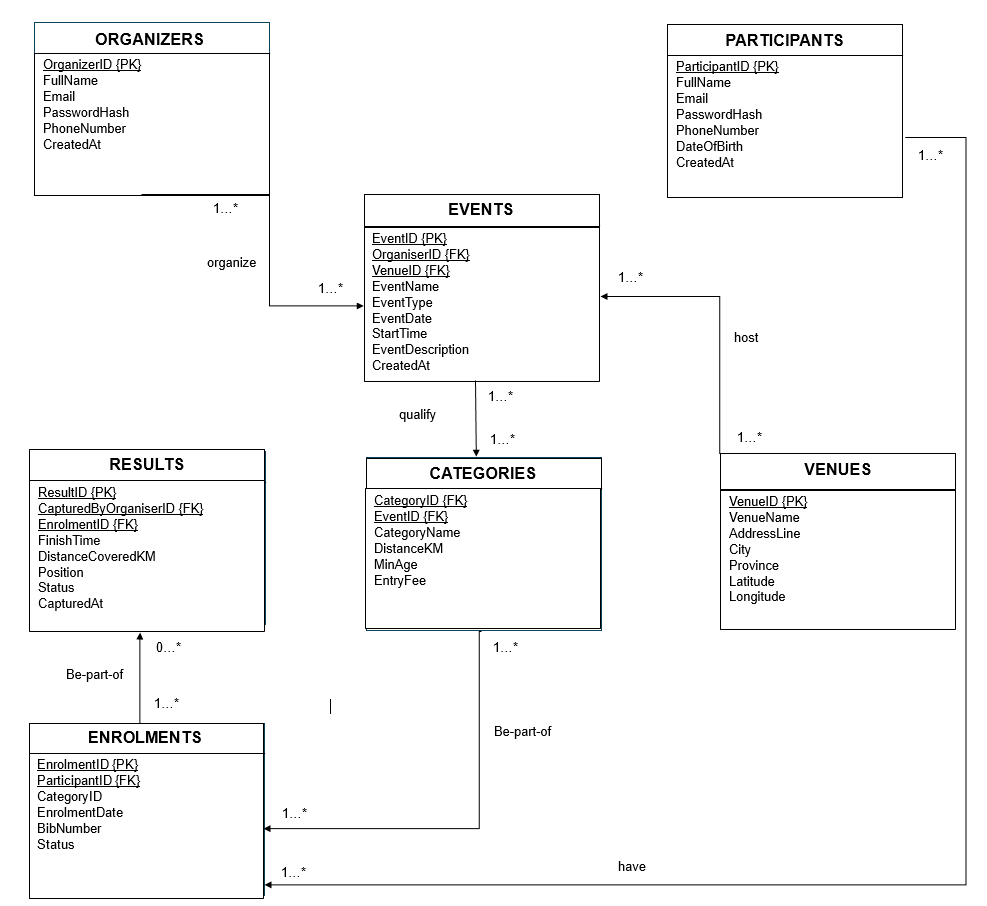 ORGANIZERS
OrganizerID {PK}
FullName
Email
PasswordHash
PhoneNumber
CreatedAt
PARTICIPANTS
ParticipantID {PK}
FullName
Email
PasswordHash
PhoneNumber
DateOfBirth
CreatedAt
1...*
1...*
organize
1...*
EVENTS
EventID {PK}
OrganiserID {FK}
VenueID {FK}
EventName
EventType
EventDate
StartTime
EventDescription
CreatedAt
1...*
host
1...*
1...*
qualify
1...*
RESULTS
ResultID {PK}
CapturedByOrganiserID {FK}
EnrolmentID {FK}
FinishTime
DistanceCoveredKM
Position
Status
CapturedAt
CATEGORIES
CategoryID {FK}
EventID {FK}
CategoryName
DistanceKM
MinAge
EntryFee
VENUES
VenueID {PK}
VenueName
AddressLine
City
Province
Latitude
Longitude
0...*
Be-part-of
1...*
1...*
Be-part-of
1...*
ENROLMENTS
EnrolmentID {PK}
ParticipantID {FK}
CategoryID
EnrolmentDate
BibNumber
Status
1...*
have